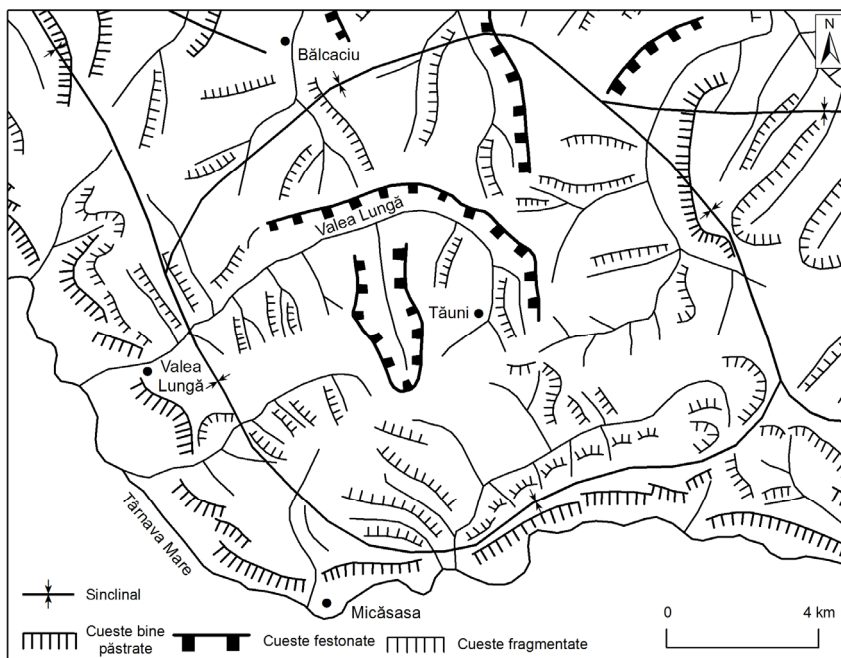 N
Bălcaciu
Valea Lungă
Tăuni
Valea
Lungă
Târnava Mare
Micăsasa
Sinclinal
0 4 km
Cueste bine
păstrate
Cueste festonate
Cueste fragmentate